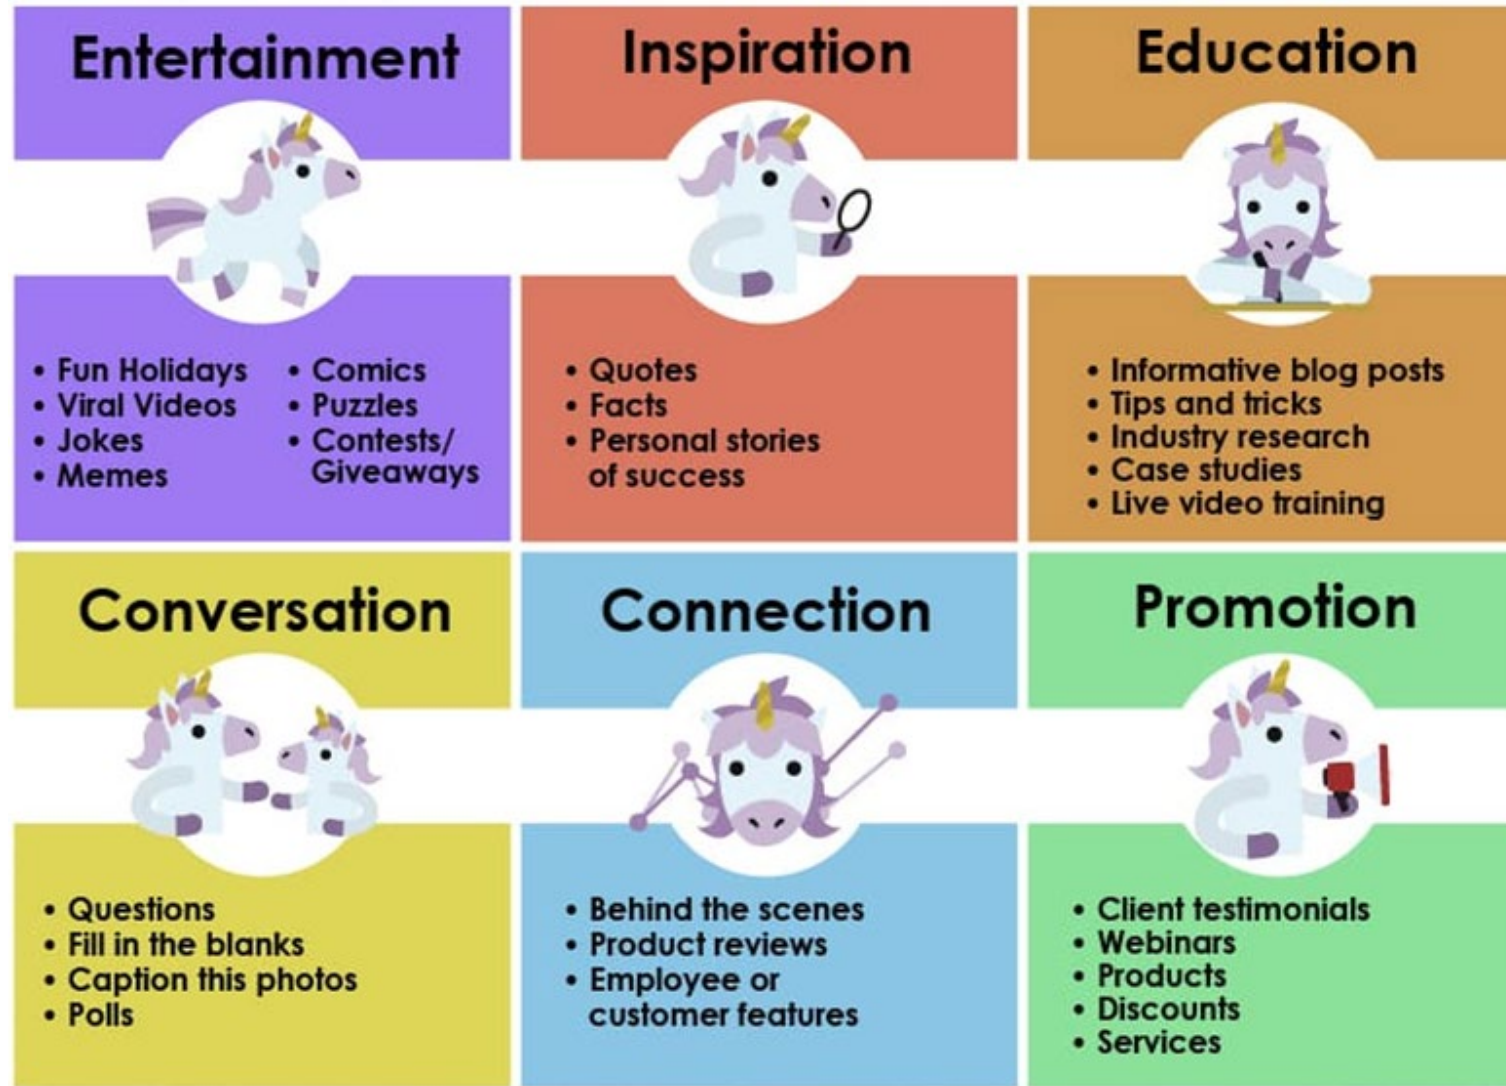 Entertainment
• Fun Holidays
• Viral Videos
• Jokes
• Memes
• Comics
• Puzzles
• Contests/
Giveaways
Inspiration
• Quotes
• Facts
• Personal stories
of success
Education
• Informative blog posts
• Tips and tricks
• Industry research
• Case studies
• Live video training
Conversation
• Questions
• Fill in the blanks
• Caption this photos
• Polls
Connection
• Behind the scenes
• Product reviews
• Employee or
customer features
Promotion
• Client testimonials
• Webinars
• Products
• Discounts
• Services